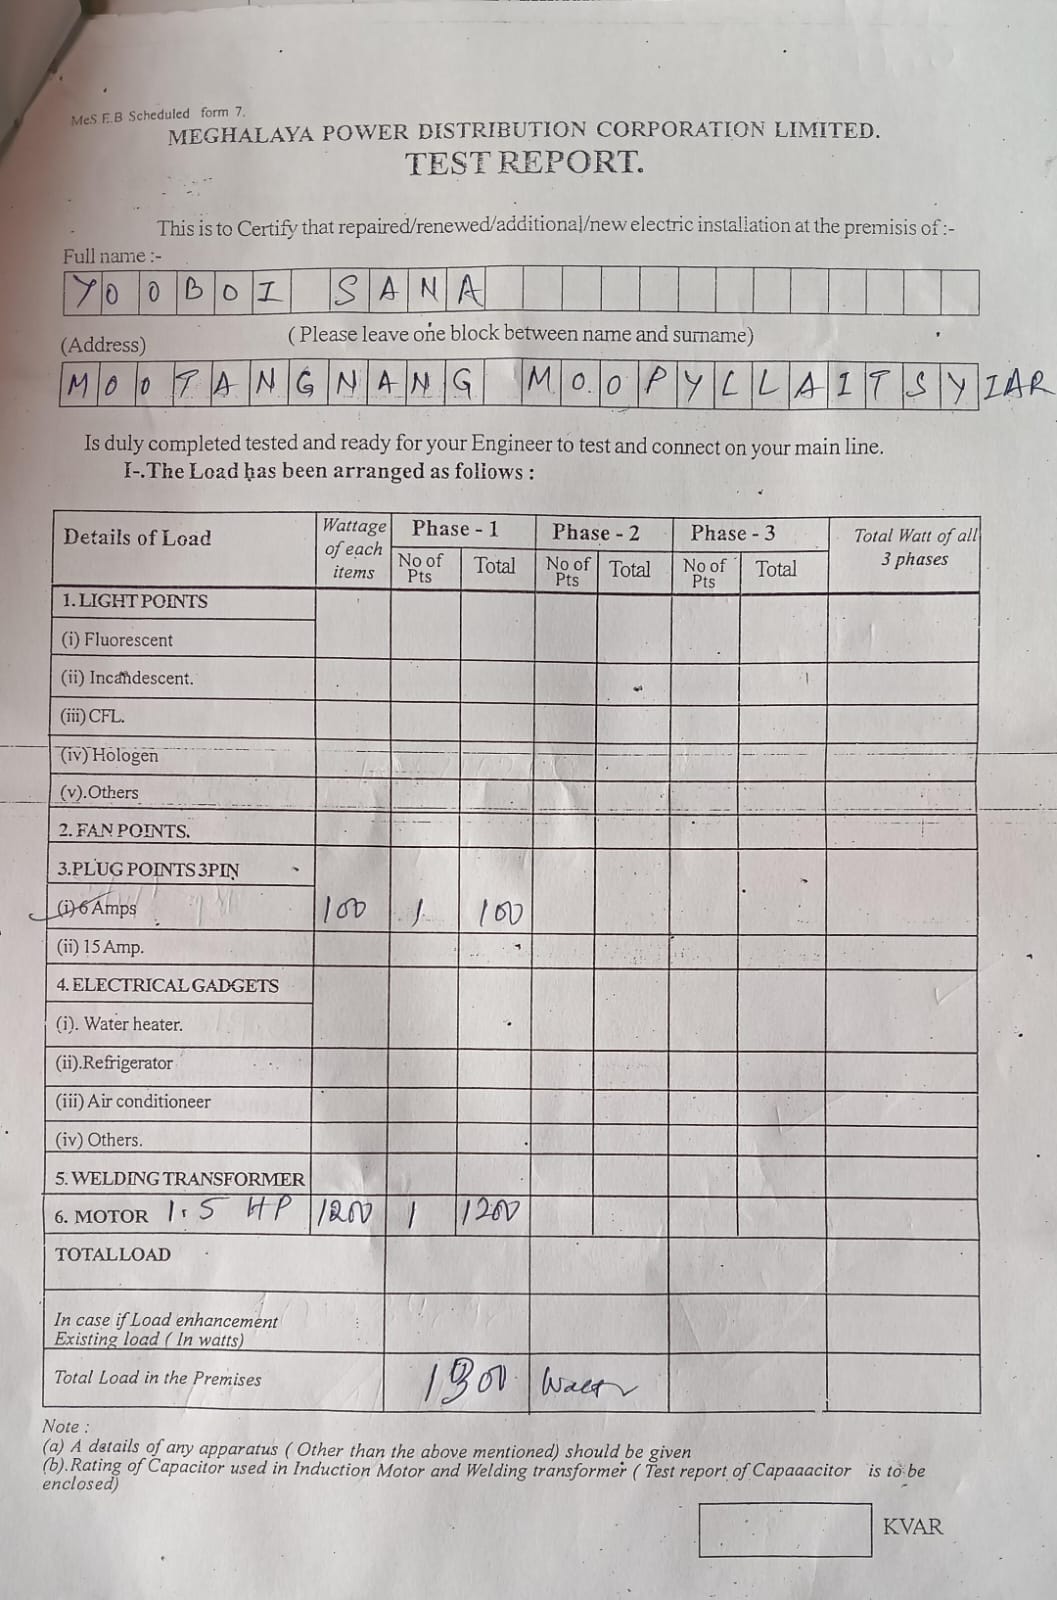 MeS E.B Scheduled form 7.
MEGHALAYA POWER DISTRIBUTION CORPORATION LIMITED.
TEST REPORT.
This is to Certify that repaired/renewed/additional/new electric installation at the premisis of :-
Full name :-
YOOBOI SANA
(Please leave one block between name and surname)
(Address)
MOOTANGNANG MOOPYLLAITSYIAR
Is duly completed tested and ready for your Engineer to test and connect on your main line.
I-.The Load has been arranged as follows :
Details of Load Wattage of each items Phase - 1 Phase - 2 Phase - 3 Total Watt of all 3 phases
No of Pts Total No of Pts Total No of Pts Total
1. LIGHT POINTS
(i) Fluorescent
(ii) Incandescent.
(iii) CFL.
(iv) Hologen
(v).Others
2. FAN POINTS.
3.PLUG POINTS 3PIN
(i) 6 Amps 100 1 100
(ii) 15 Amp.
4. ELECTRICAL GADGETS
(i). Water heater.
(ii).Refrigerator
(iii) Air conditioneer
(iv) Others.
5. WELDING TRANSFORMER
6. MOTOR 1.5 HP 1200 1 1200
TOTAL LOAD
In case if Load enhancement
Existing load ( In watts)
Total Load in the Premises 1300
Note :
(a) A details of any apparatus ( Other than the above mentioned) should be given
(b).Rating of Capacitor used in Induction Motor and Welding transformer ( Test report of Capaaacitor is to be
enclosed)
KVAR